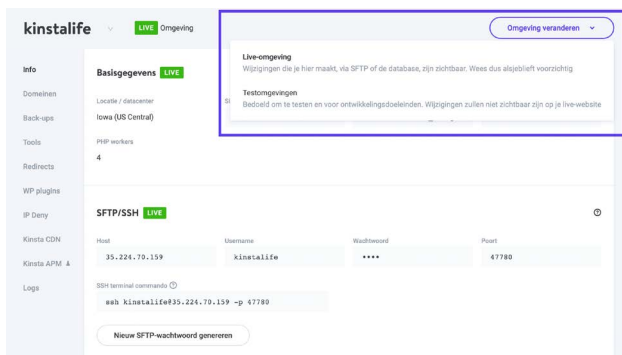 kinstalife
LIVE Omgeving
Omgeving veranderen
Live-omgeving
Wijzigingen die je hier maakt, via SFTP of de database, zijn zichtbaar. Wees dus alsjeblieft voorzichtig
Testomgevingen
Bedoeld om te testen en voor ontwikkelingsdoeleinden. Wijzigingen zullen niet zichtbaar zijn op je live-website
Info
Domeinen
Back-ups
Tools
Redirects
WP plugins
IP Deny
Kinsta CDN
Kinsta APM
Logs
Basisgegevens LIVE
Locatie / datacenter
Iowa (US Central)
PHP workers
4
SFTP/SSH LIVE
Host
Username
Wachtwoord
Poort
35.224.70.159
kinstalife
••••
47780
SSH terminal commando
ssh kinstalife@35.224.70.159 -p 47780
Nieuw SFTP-wachtwoord genereren